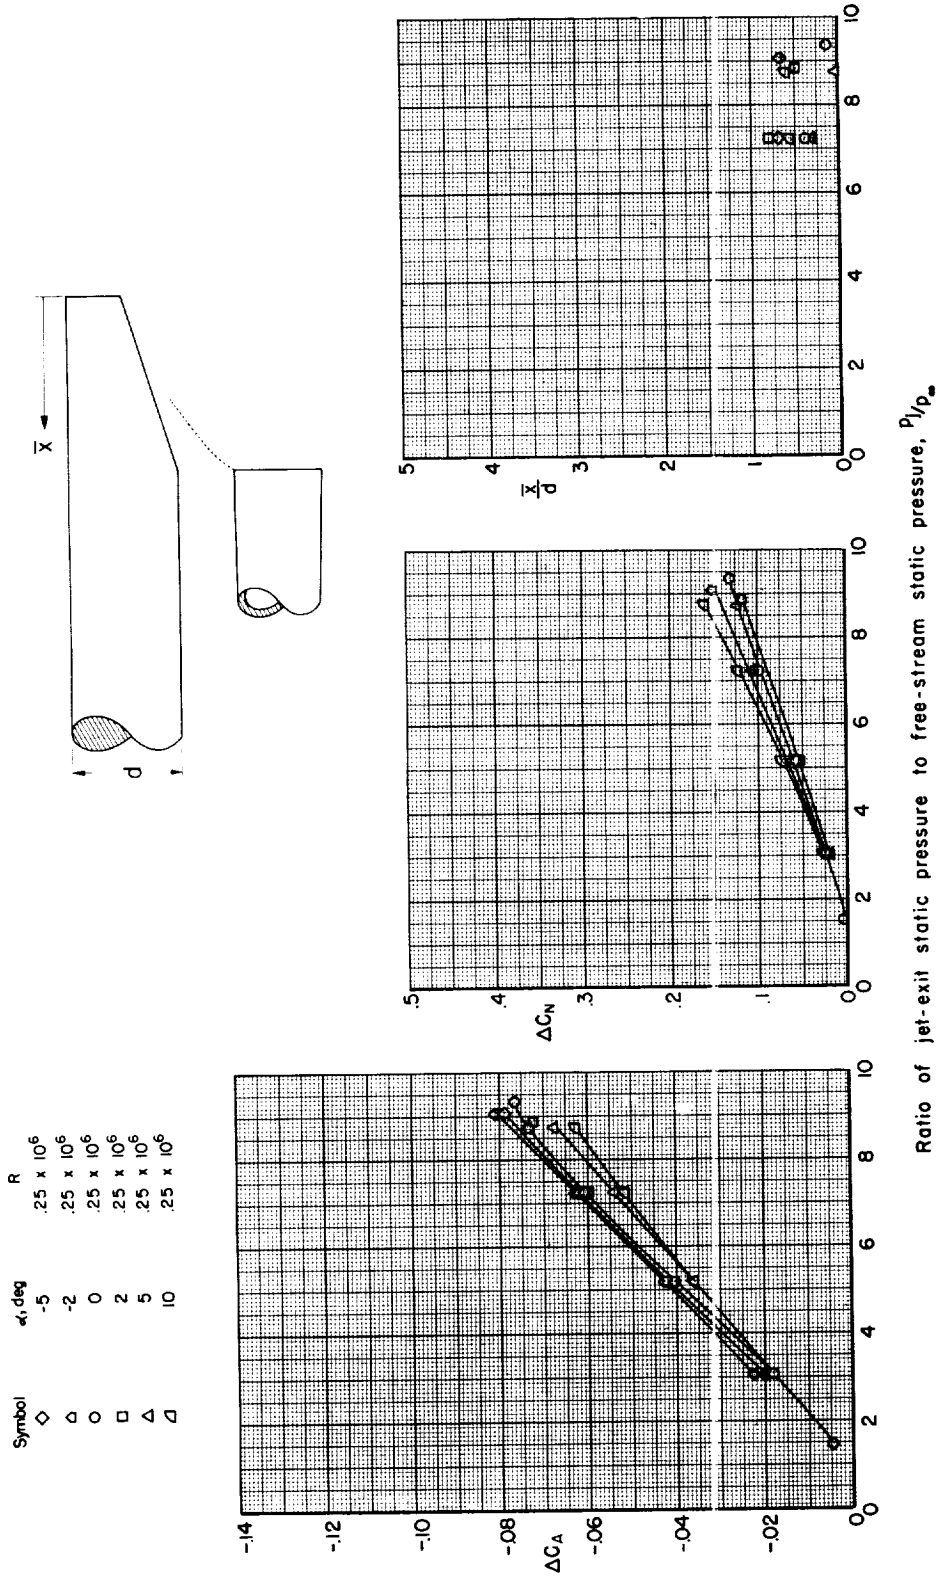 Symbol α, deg R
-5 .25 x 10⁶
-2 .25 x 10⁶
0 .25 x 10⁶
2 .25 x 10⁶
5 .25 x 10⁶
10 .25 x 10⁶
x̄
d
-.14
-.12
-.10
-.08
ΔC_A
-.06
-.04
-.02
0
0 2 4 6 8 10
.5
.4
ΔC_N
.3
.2
.1
0
0 2 4 6 8 10
5
4
x̄/d
3
2
1
0
0 2 4 6 8 10
Ratio of jet-exit static pressure to free-stream static pressure, p_j/p_∞